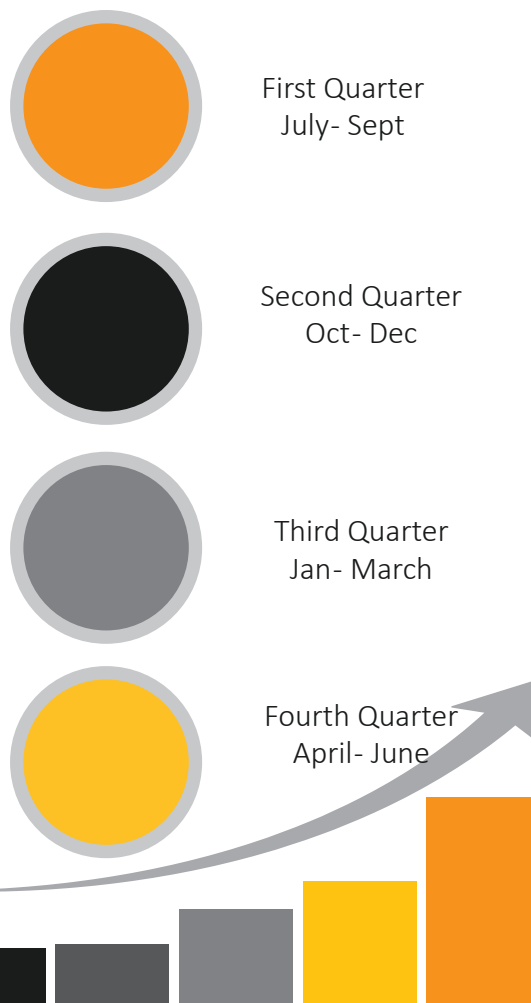 First Quarter
July- Sept
Second Quarter
Oct- Dec
Third Quarter
Jan- March
Fourth Quarter
April- June